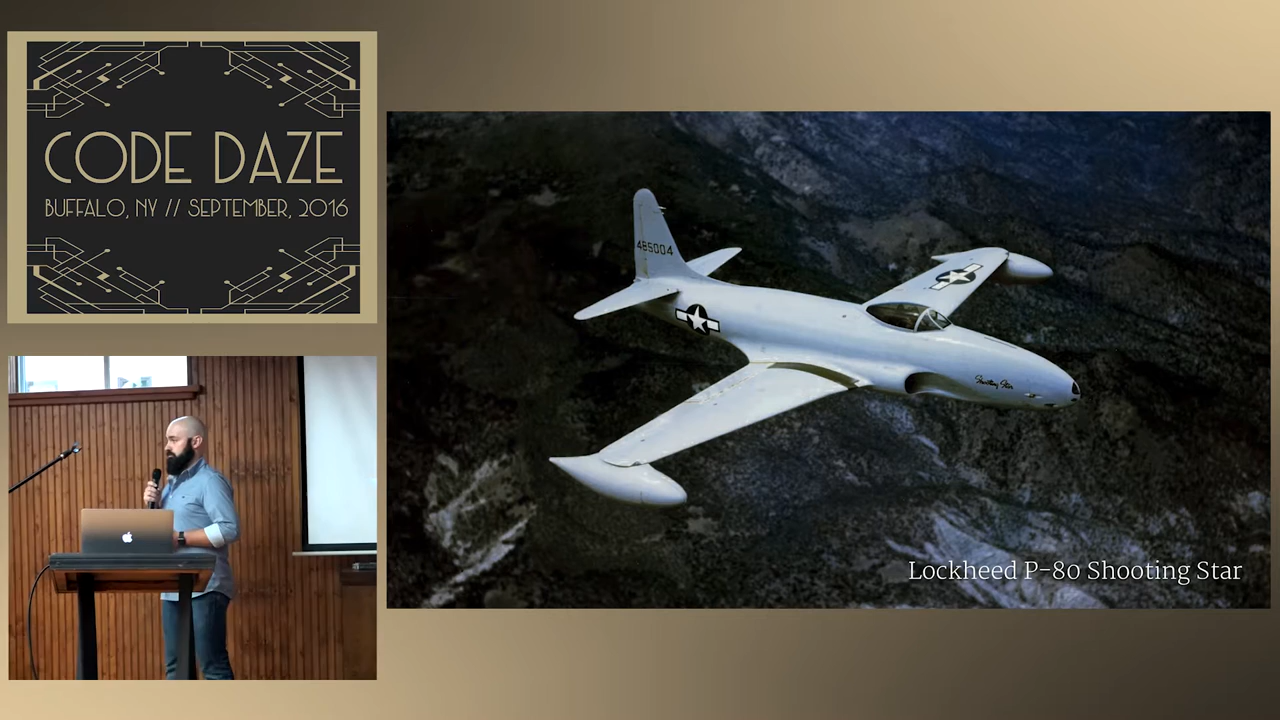 CODE DAZE
BUFFALO, NY // SEPTEMBER, 2016
485004
Shooting Star
Lockheed P-80 Shooting Star